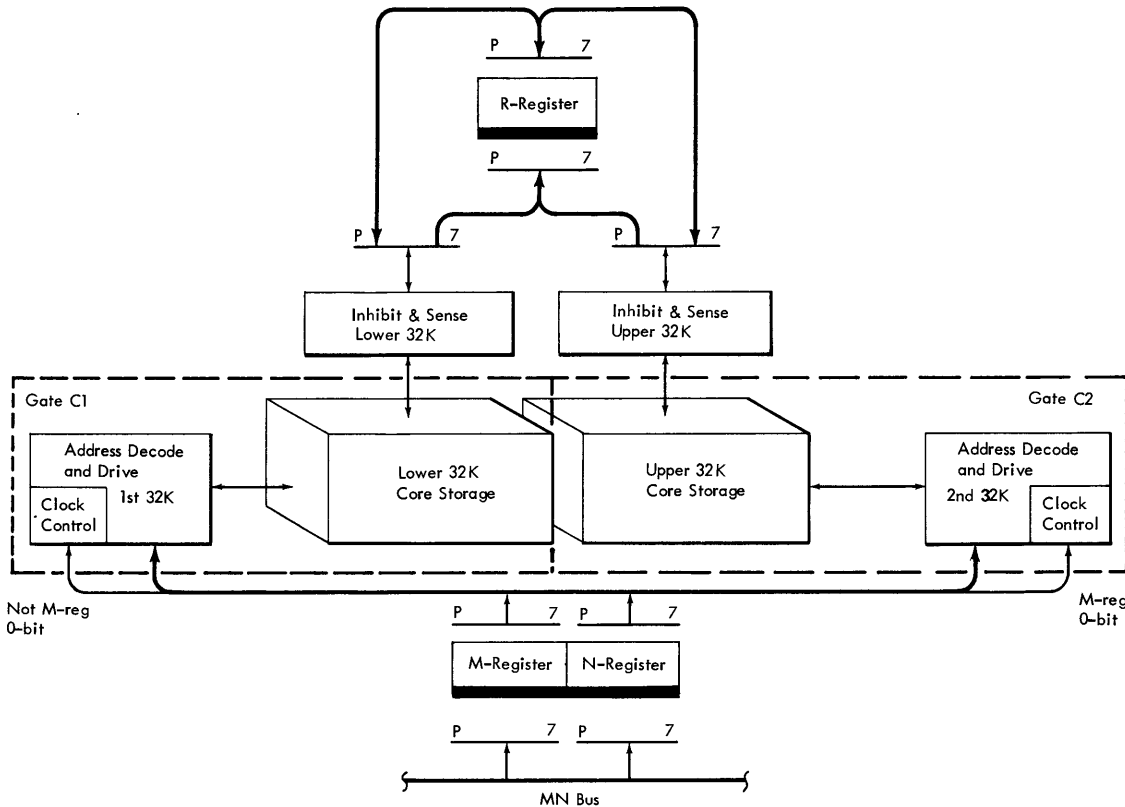 P 7
R-Register
P 7
P 7
P 7
Inhibit & Sense
Lower 32K
Inhibit & Sense
Upper 32K
Gate C1
Gate C2
Address Decode
and Drive
1st 32K
Clock
Control
Lower 32K
Core Storage
Upper 32K
Core Storage
Address Decode
and Drive
2nd 32K
Clock
Control
Not M-reg
0-bit
M-reg
0-bit
P 7
P 7
M-Register
N-Register
P 7
P 7
MN Bus